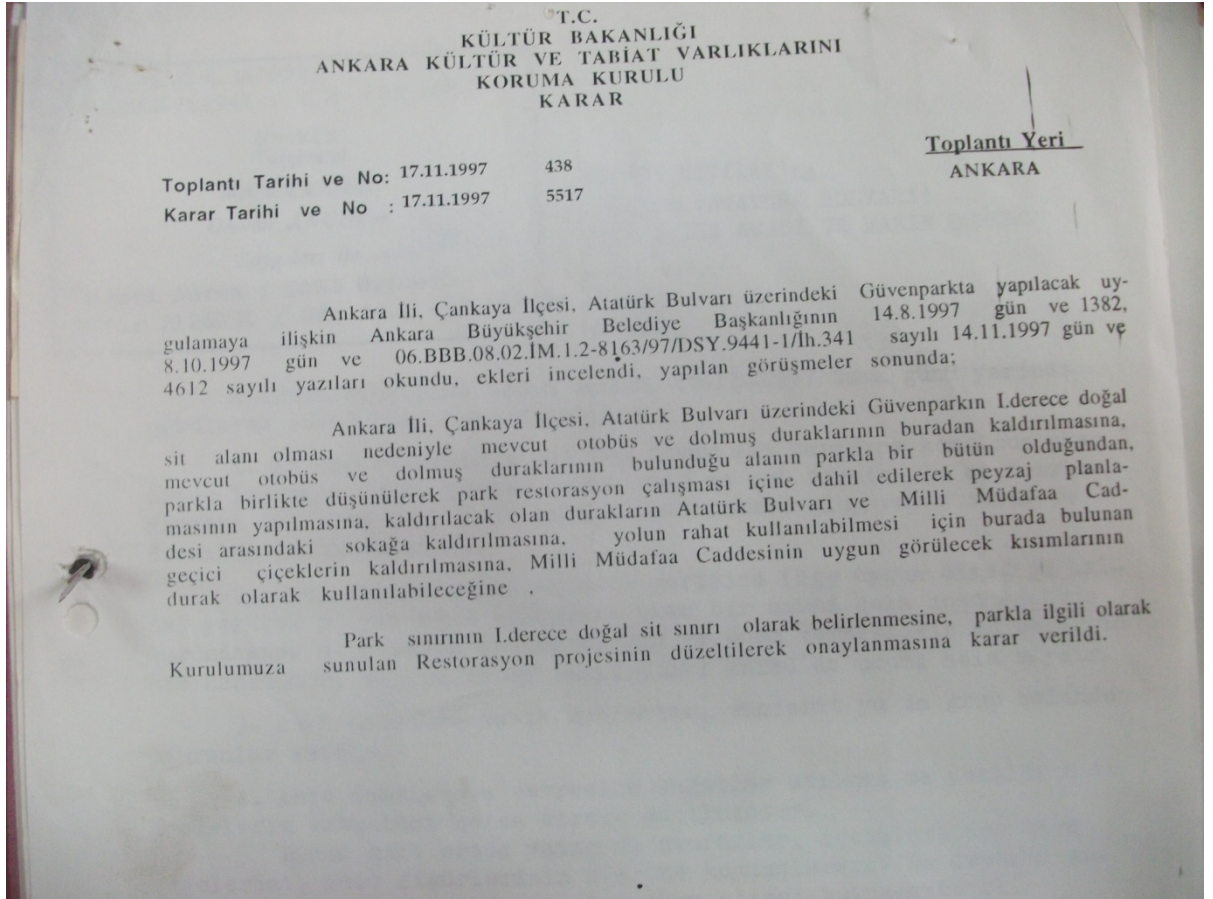 T.C.
KÜLTÜR BAKANLIĞI
ANKARA KÜLTÜR VE TABİAT VARLIKLARINI
KORUMA KURULU
KARAR
Toplantı Yeri
ANKARA
Toplantı Tarihi ve No: 17.11.1997 438
Karar Tarihi ve No : 17.11.1997 5517
Ankara İli, Çankaya İlçesi, Atatürk Bulvarı üzerindeki Güvenparkta yapılacak uy-
gulamaya ilişkin Ankara Büyükşehir Belediye Başkanlığının 14.8.1997 gün ve 1382,
8.10.1997 gün ve 06.BBB.08.02.İM.1.2-8163/97/DSY.9441-1/İh.341 sayılı 14.11.1997 gün ve
4612 sayılı yazıları okundu, ekleri incelendi, yapılan görüşmeler sonunda;
Ankara İli, Çankaya İlçesi, Atatürk Bulvarı üzerindeki Güvenparkın I.derece doğal
sit alanı olması nedeniyle mevcut otobüs ve dolmuş duraklarının buradan kaldırılmasına,
mevcut otobüs ve dolmuş duraklarının bulunduğu alanın parkla bir bütün olduğundan,
parkla birlikte düşünülerek park restorasyon çalışması içine dahil edilerek peyzaj planla-
masının yapılmasına, kaldırılacak olan durakların Atatürk Bulvarı ve Milli Müdafaa Cad-
desi arasındaki sokağa kaldırılmasına, yolun rahat kullanılabilmesi için burada bulunan
geçici çiçeklerin kaldırılmasına, Milli Müdafaa Caddesinin uygun görülecek kısımlarının
durak olarak kullanılabileceğine .
Park sınırının I.derece doğal sit sınırı olarak belirlenmesine, parkla ilgili olarak
Kurulumuza sunulan Restorasyon projesinin düzeltilerek onaylanmasına karar verildi.